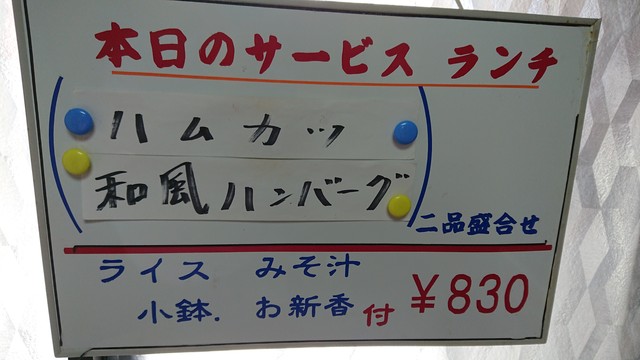 本日のサービス ランチ
ハムカツ
和風ハンバーグ
二品盛合せ
ライス みそ汁
小鉢. お新香 付 ¥830